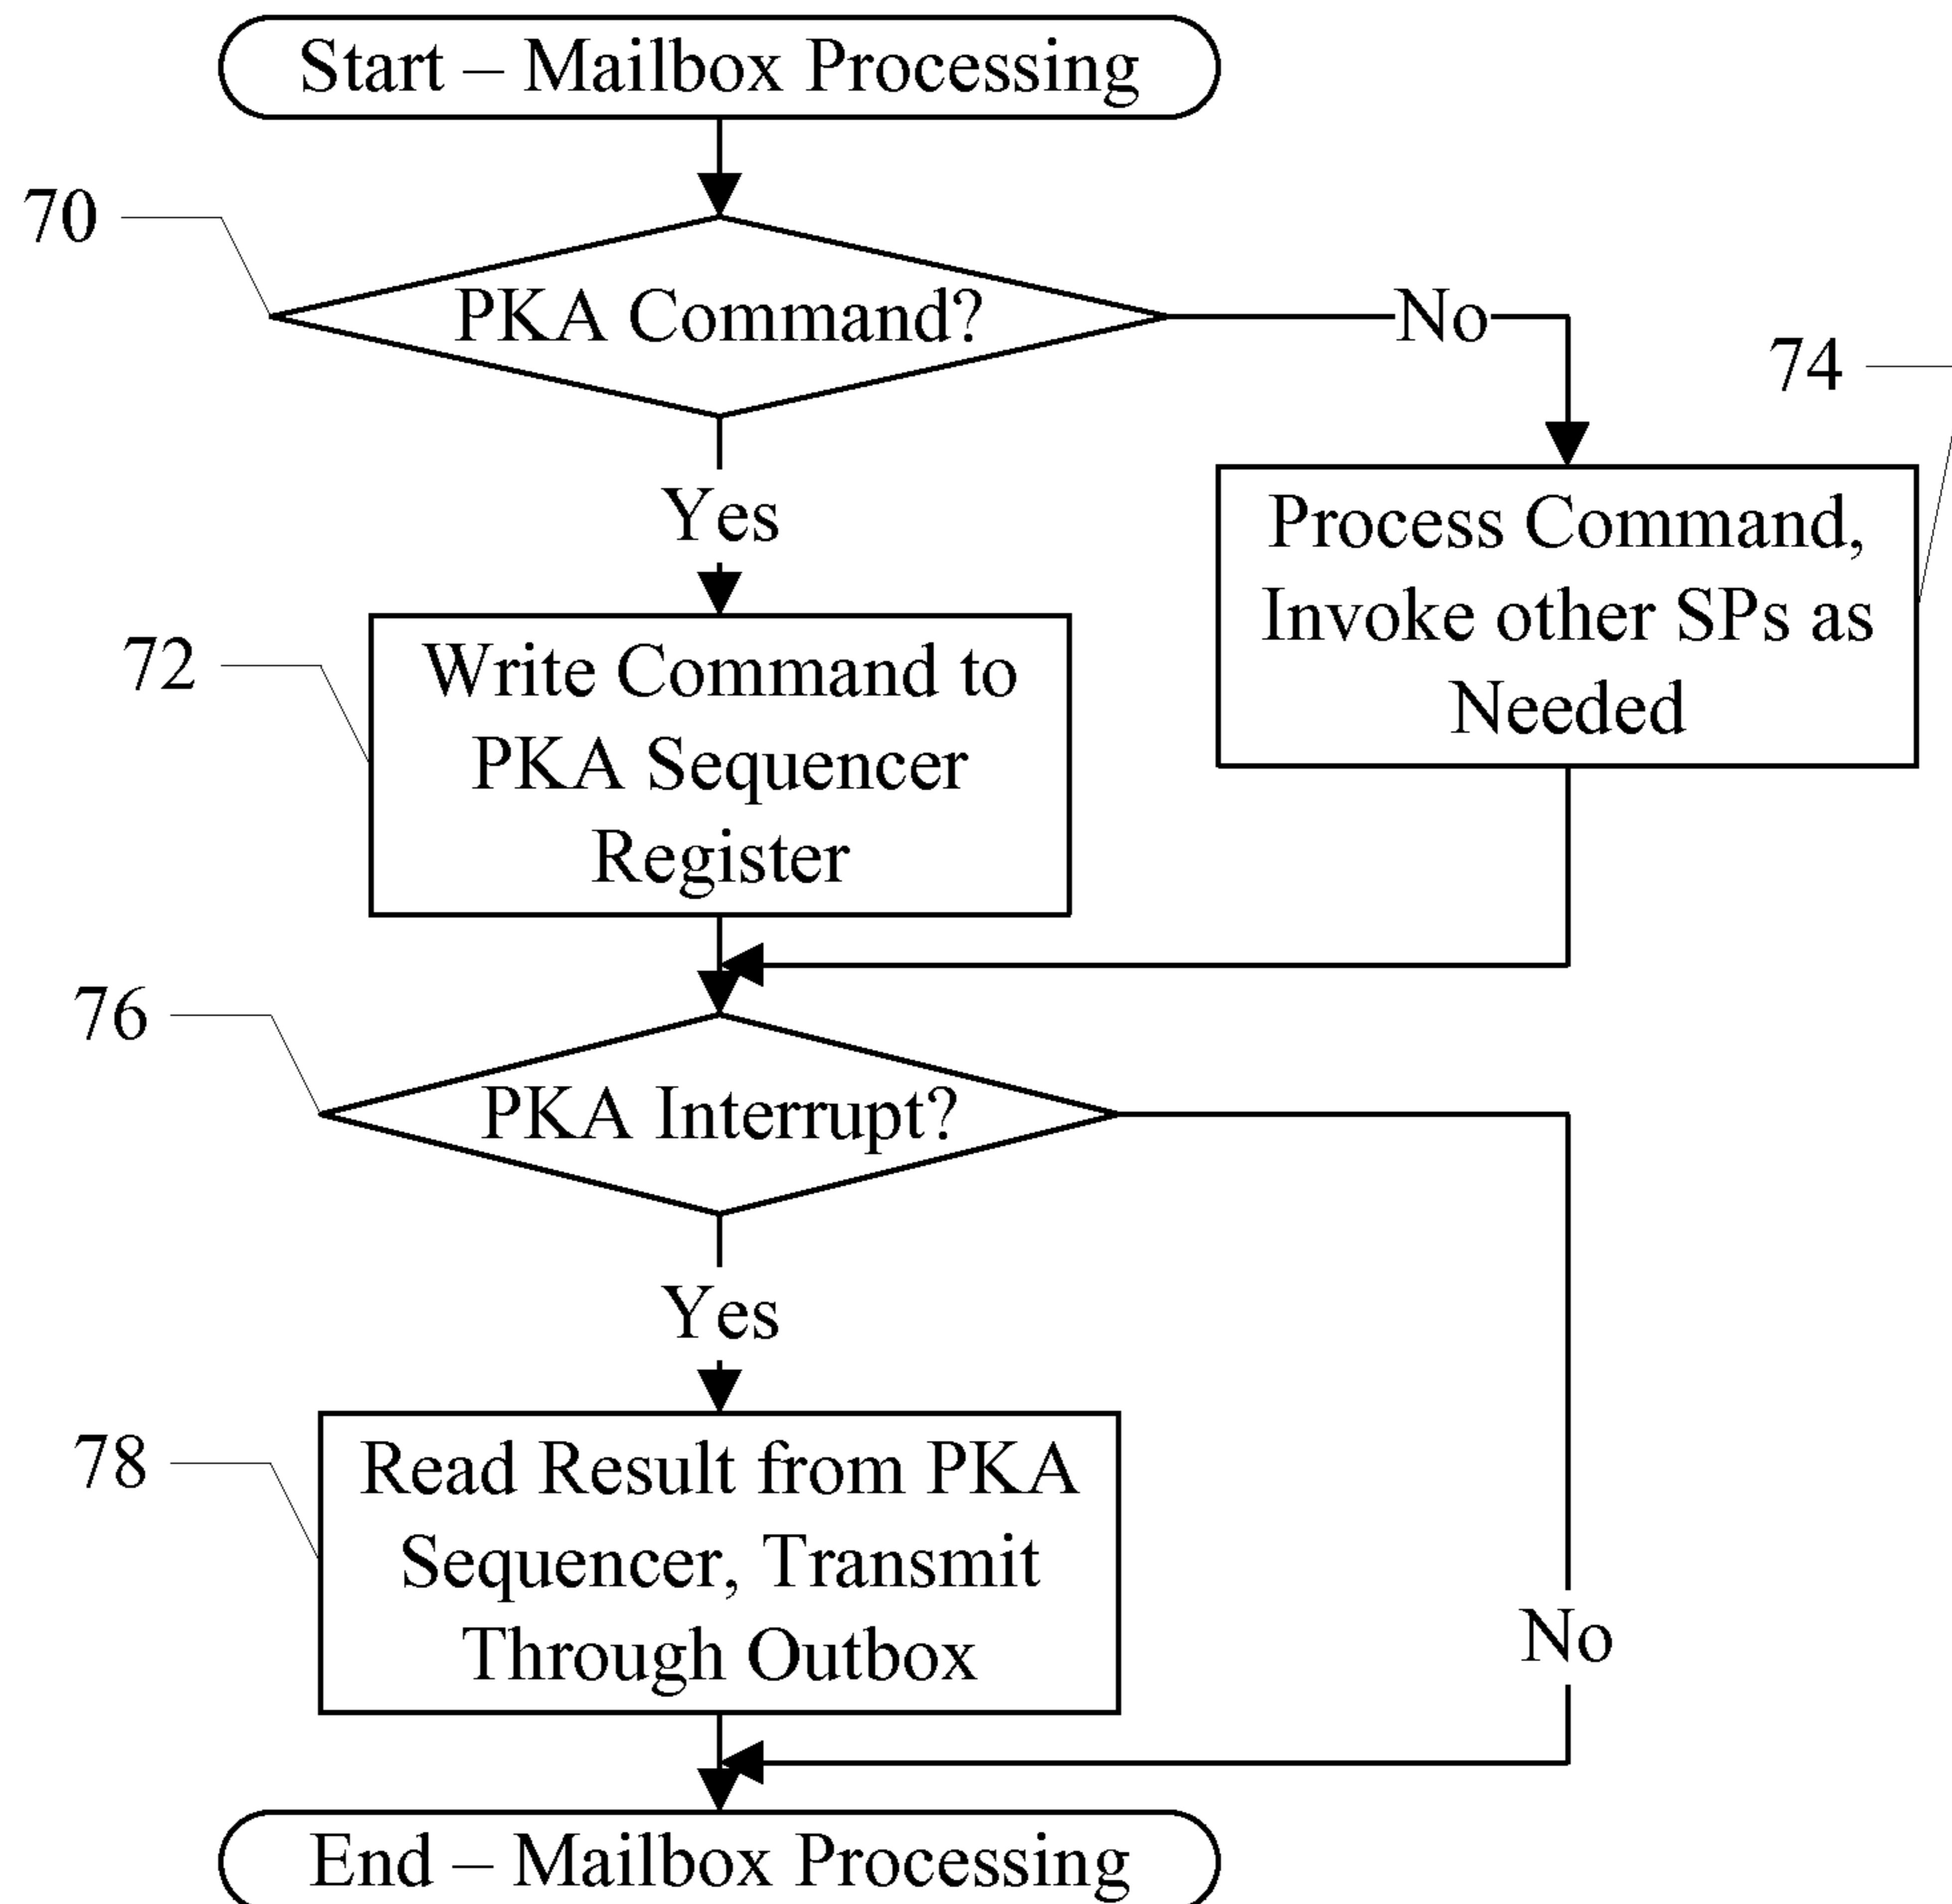 Start – Mailbox Processing
70
PKA Command?
No
74
Yes
Process Command,
Invoke other SPs as
Needed
72
Write Command to
PKA Sequencer
Register
76
PKA Interrupt?
Yes
78
Read Result from PKA
Sequencer, Transmit
Through Outbox
No
End – Mailbox Processing